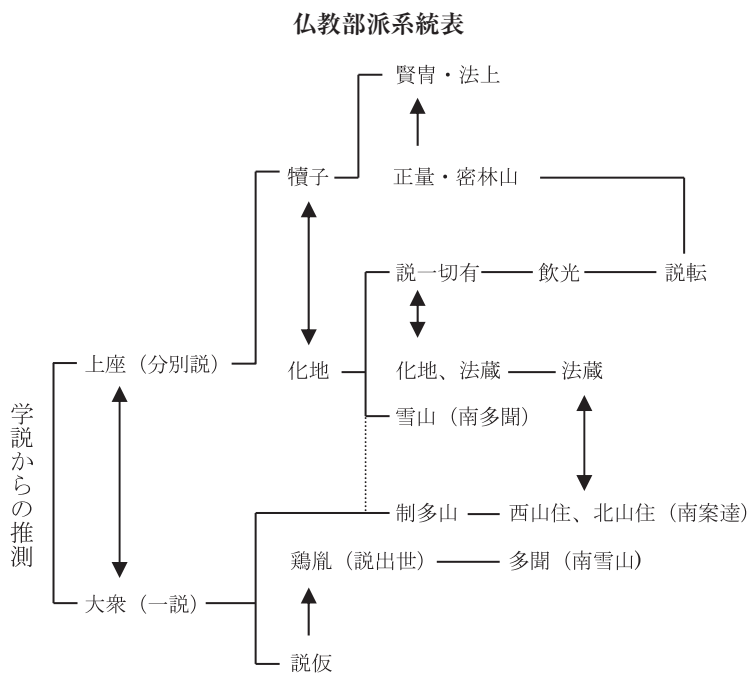 仏教部派系統表
賢冑・法上
犢子
正量・密林山
説一切有
飲光
説転
上座（分別説）
化地
化地、法蔵
法蔵
雪山（南多聞）
学説からの推測
制多山
西山住、北山住（南案達）
鶏胤（説出世）
多聞（南雪山）
大衆（一説）
説仮